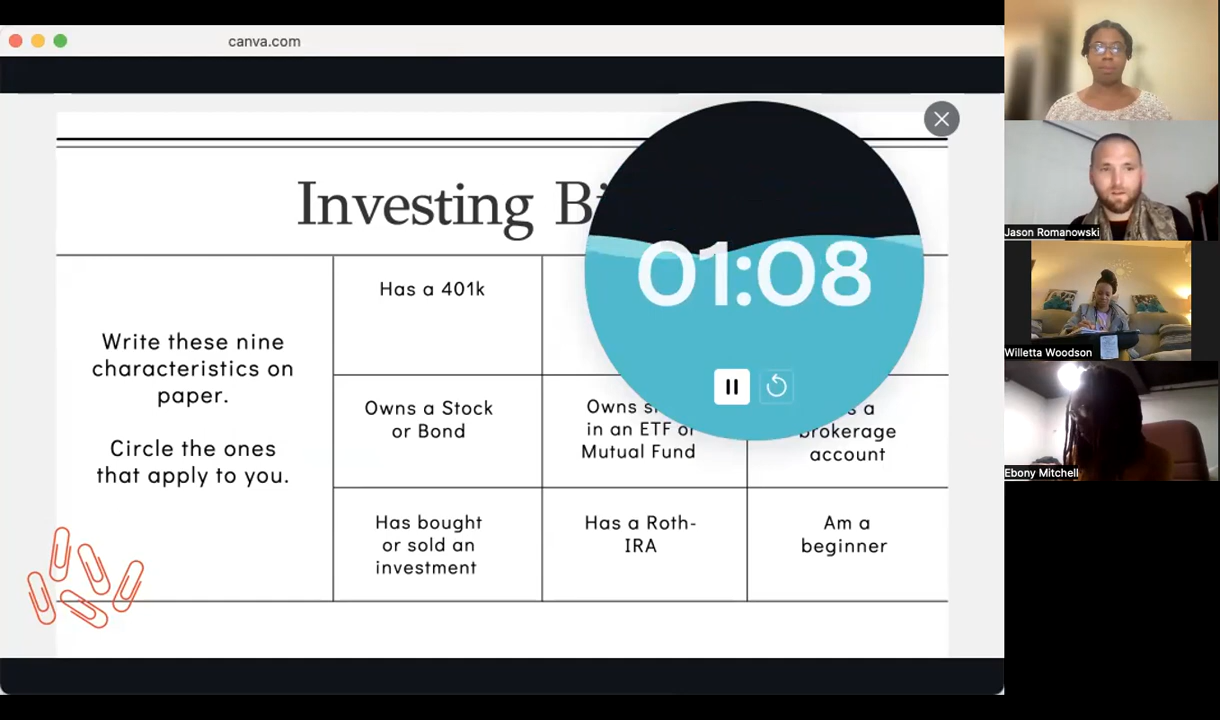 canva.com
Investing
01:08
Write these nine
characteristics on
paper.
Circle the ones
that apply to you.
Has a 401k
Owns a Stock
or Bond
Owns
in an ETF or
Mutual Fund
a
brokerage
account
Has bought
or sold an
investment
Has a Roth-
IRA
Am a
beginner
Jason Romanowski
Willetta Woodson
Ebony Mitchell